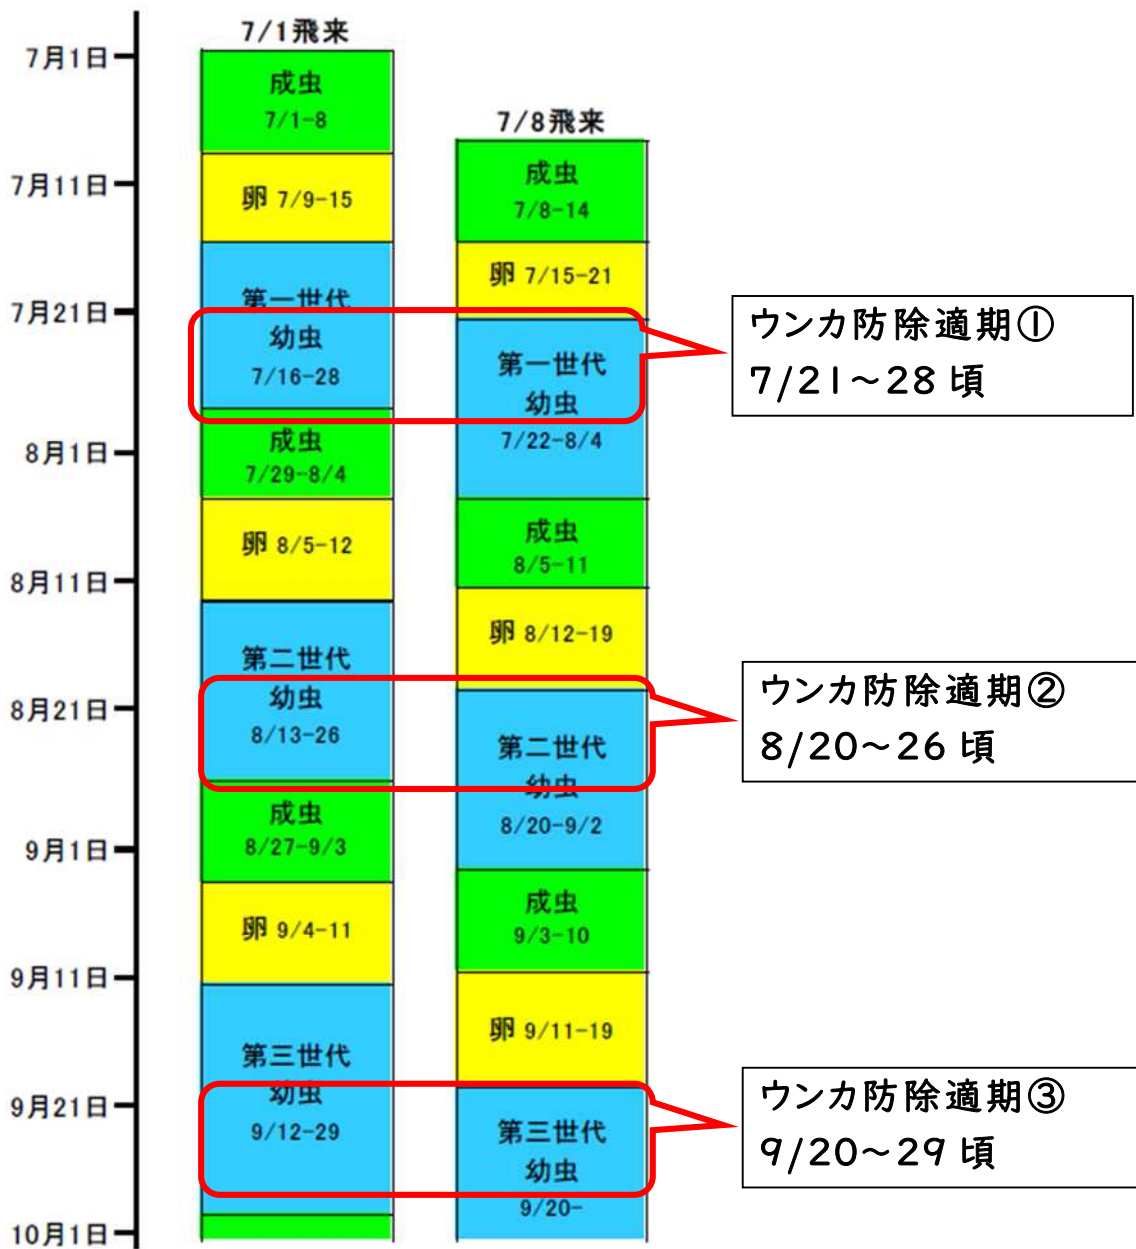 7月1日
7月11日
7月21日
8月1日
8月11日
8月21日
9月1日
9月11日
9月21日
10月1日
7/1飛来
成虫
7/1-8
卵 7/9-15
第一世代
幼虫
7/16-28
成虫
7/29-8/4
卵 8/5-12
第二世代
幼虫
8/13-26
成虫
8/27-9/3
卵 9/4-11
第三世代
幼虫
9/12-29
7/8飛来
成虫
7/8-14
卵 7/15-21
第一世代
幼虫
7/22-8/4
成虫
8/5-11
卵 8/12-19
第二世代
幼虫
8/20-9/2
成虫
9/3-10
卵 9/11-19
第三世代
幼虫
9/20-
ウンカ防除適期①
7/21~28頃
ウンカ防除適期②
8/20~26頃
ウンカ防除適期③
9/20~29頃